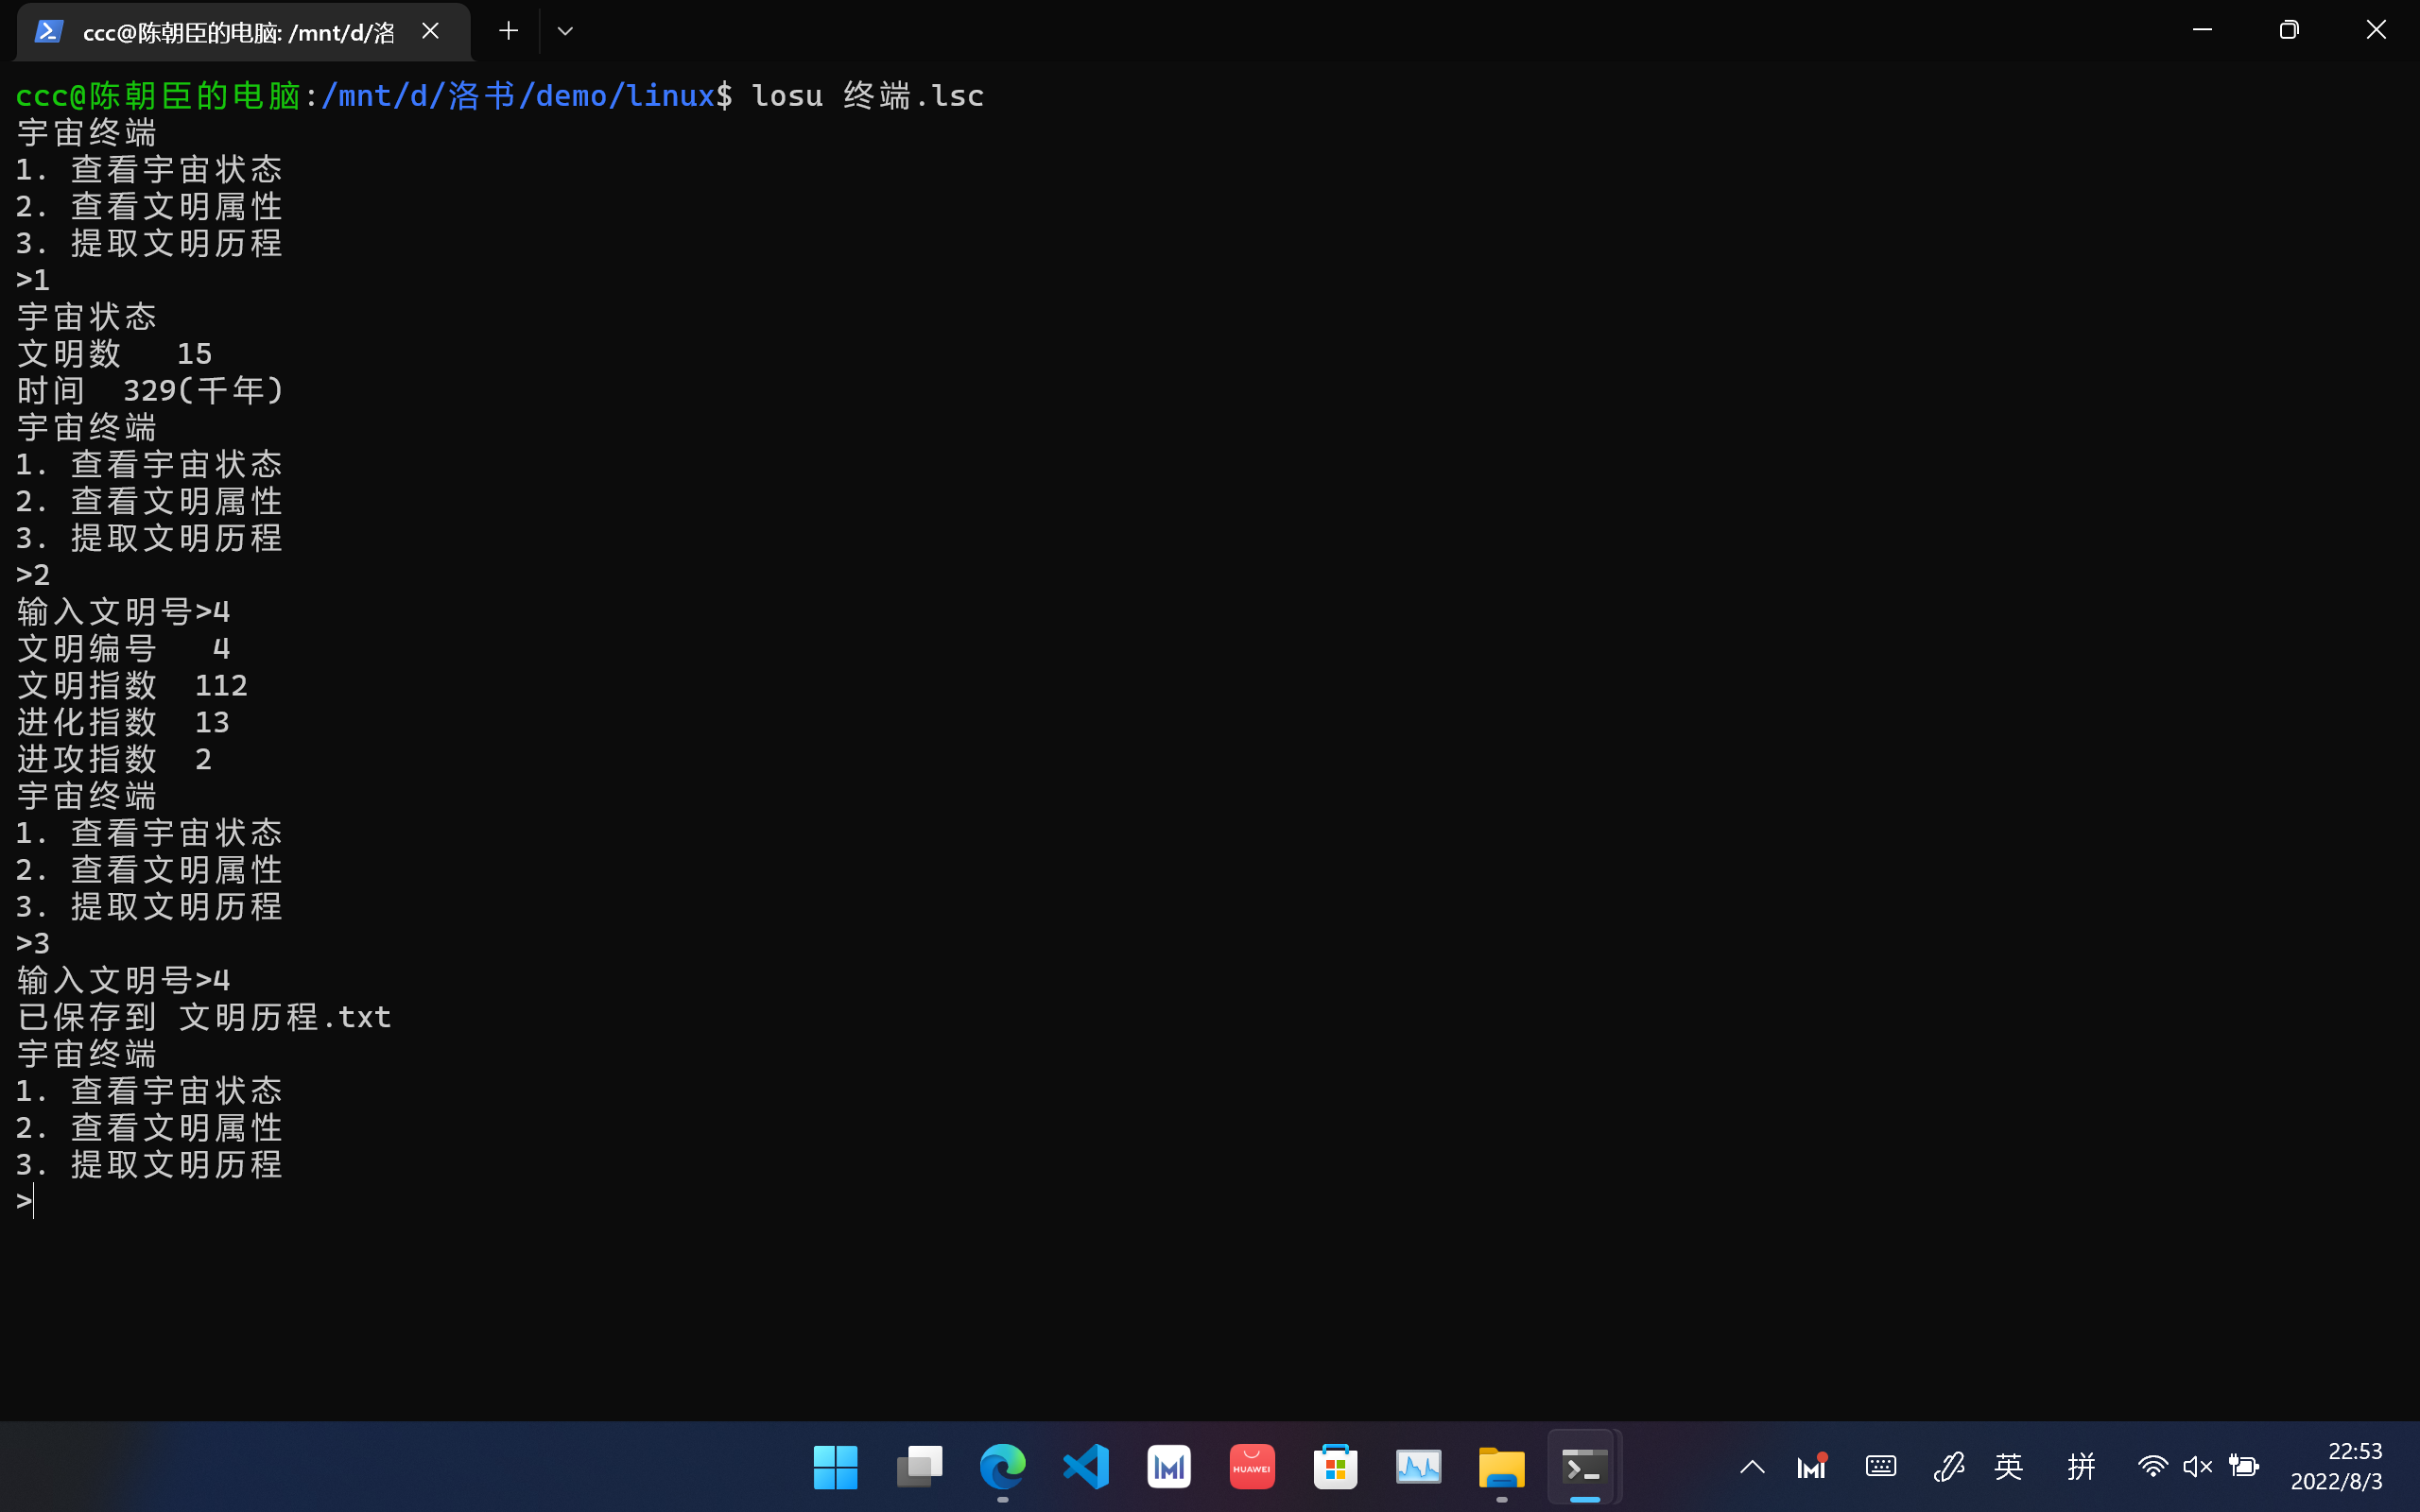 ccc@陈朝臣的电脑: /mnt/d/洛
ccc@陈朝臣的电脑:/mnt/d/洛书/demo/linux$ losu 终端.lsc
宇宙终端
1. 查看宇宙状态
2. 查看文明属性
3. 提取文明历程
>1
宇宙状态
文明数   15
时间  329(千年)
宇宙终端
1. 查看宇宙状态
2. 查看文明属性
3. 提取文明历程
>2
输入文明号>4
文明编号   4
文明指数  112
进化指数  13
进攻指数  2
宇宙终端
1. 查看宇宙状态
2. 查看文明属性
3. 提取文明历程
>3
输入文明号>4
已保存到 文明历程.txt
宇宙终端
1. 查看宇宙状态
2. 查看文明属性
3. 提取文明历程
>
HUAWEI
英 拼
22:53
2022/8/3